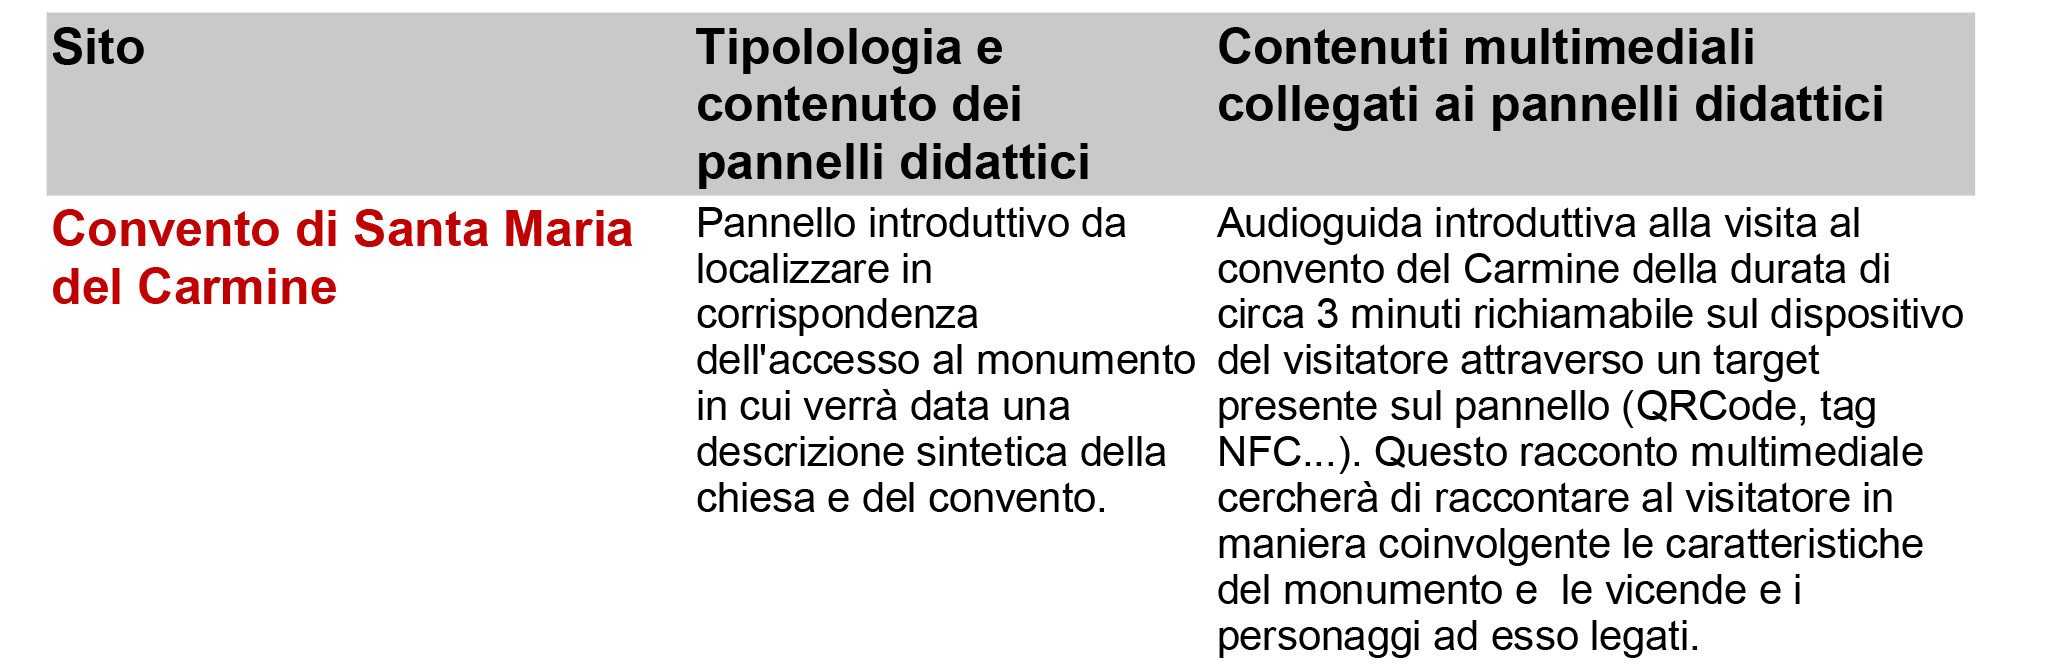 Sito
Tipolologia e
contenuto dei
pannelli didattici
Contenuti multimediali
collegati ai pannelli didattici
Convento di Santa Maria
del Carmine
Pannello introduttivo da
localizzare in
corrispondenza
dell'accesso al monumento
in cui verrà data una
descrizione sintetica della
chiesa e del convento.
Audioguida introduttiva alla visita al
convento del Carmine della durata di
circa 3 minuti richiamabile sul dispositivo
del visitatore attraverso un target
presente sul pannello (QRCode, tag
NFC...). Questo racconto multimediale
cercherà di raccontare al visitatore in
maniera coinvolgente le caratteristiche
del monumento e  le vicende e i
personaggi ad esso legati.